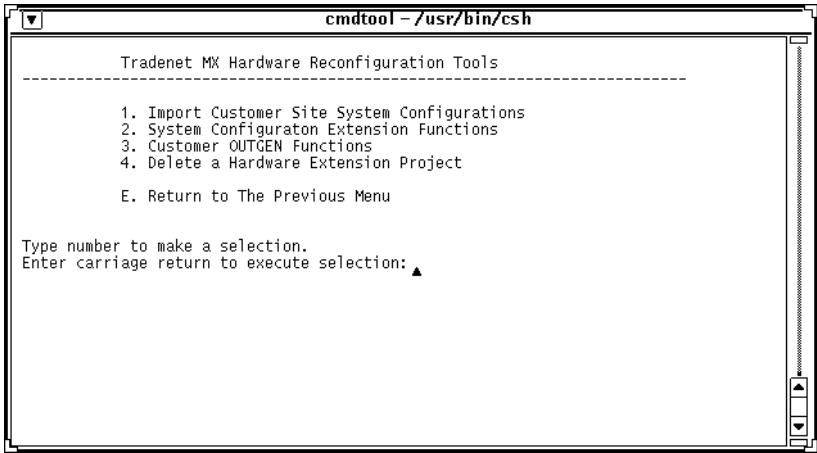 cmdtool – /usr/bin/csh
Tradenet MX Hardware Reconfiguration Tools
--------------------------------------------------------------------------
1. Import Customer Site System Configurations
2. System Configuraton Extension Functions
3. Customer OUTGEN Functions
4. Delete a Hardware Extension Project
E. Return to The Previous Menu
Type number to make a selection.
Enter carriage return to execute selection: